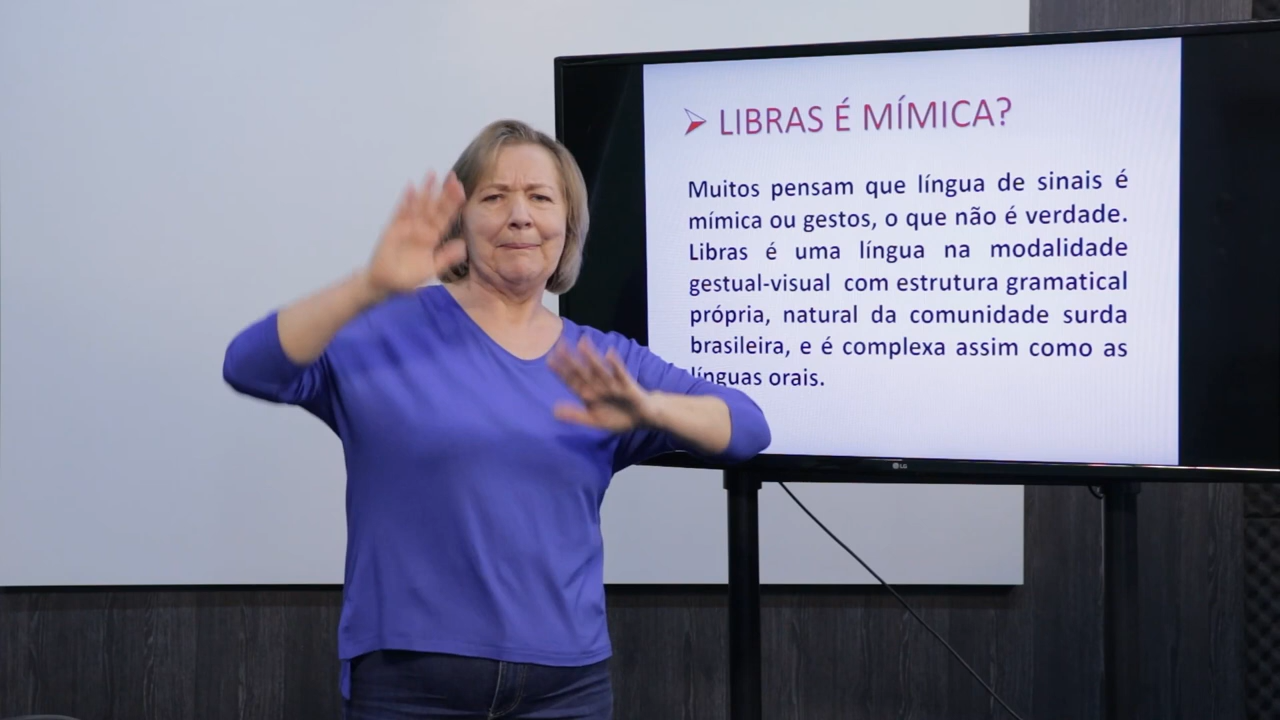 LIBRAS É MÍMICA?
Muitos pensam que língua de sinais é
mímica ou gestos, o que não é verdade.
Libras é uma língua na modalidade
gestual-visual com estrutura gramatical
própria, natural da comunidade surda
brasileira, e é complexa assim como as
línguas orais.
LG